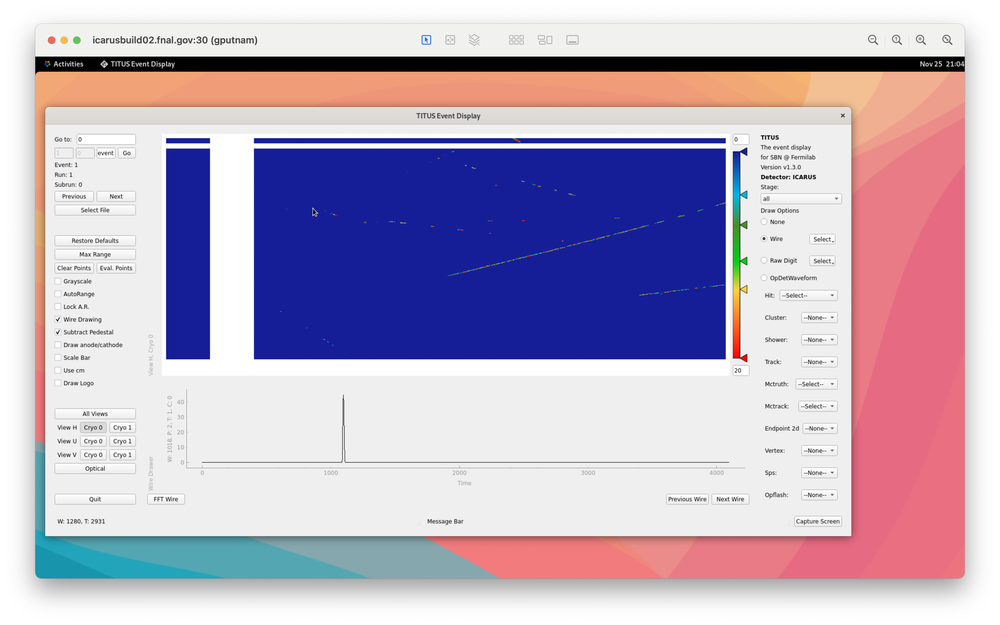 icarusbuild02.fnal.gov:30 (gputnam)
Activities
TITUS Event Display
Nov 25 21:04
TITUS Event Display
Go to: 0
1 0 event Go
Event: 1
Run: 1
Subrun: 0
Previous Next
Select File
Restore Defaults
Max Range
Clear Points Eval. Points
Grayscale
AutoRange
Lock A.R.
Wire Drawing
Subtract Pedestal
Draw anode/cathode
Scale Bar
Use cm
Draw Logo
All Views
View H Cryo 0 Cryo 1
View U Cryo 0 Cryo 1
View V Cryo 0 Cryo 1
Optical
Quit
View H, Cryo 0
0
20
Wire Drawer
W: 1018, P: 2, T: 1, C: 0
40
30
20
10
0
0 1000 2000 3000 4000
Time
FFT Wire
Previous Wire Next Wire
TITUS
The event display
for SBN @ Fermilab
Version v1.3.0
Detector: ICARUS
Stage:
all
Draw Options
None
Wire Select
Raw Digit Select
OpDetWaveform
Hit: --Select--
Cluster: --None--
Shower: --None--
Track: --None--
Mctruth: --Select--
Mctrack: --Select--
Endpoint 2d: --None--
Vertex: --None--
Sps: --None--
Opflash: --None--
W: 1280, T: 2931
Message Bar
Capture Screen